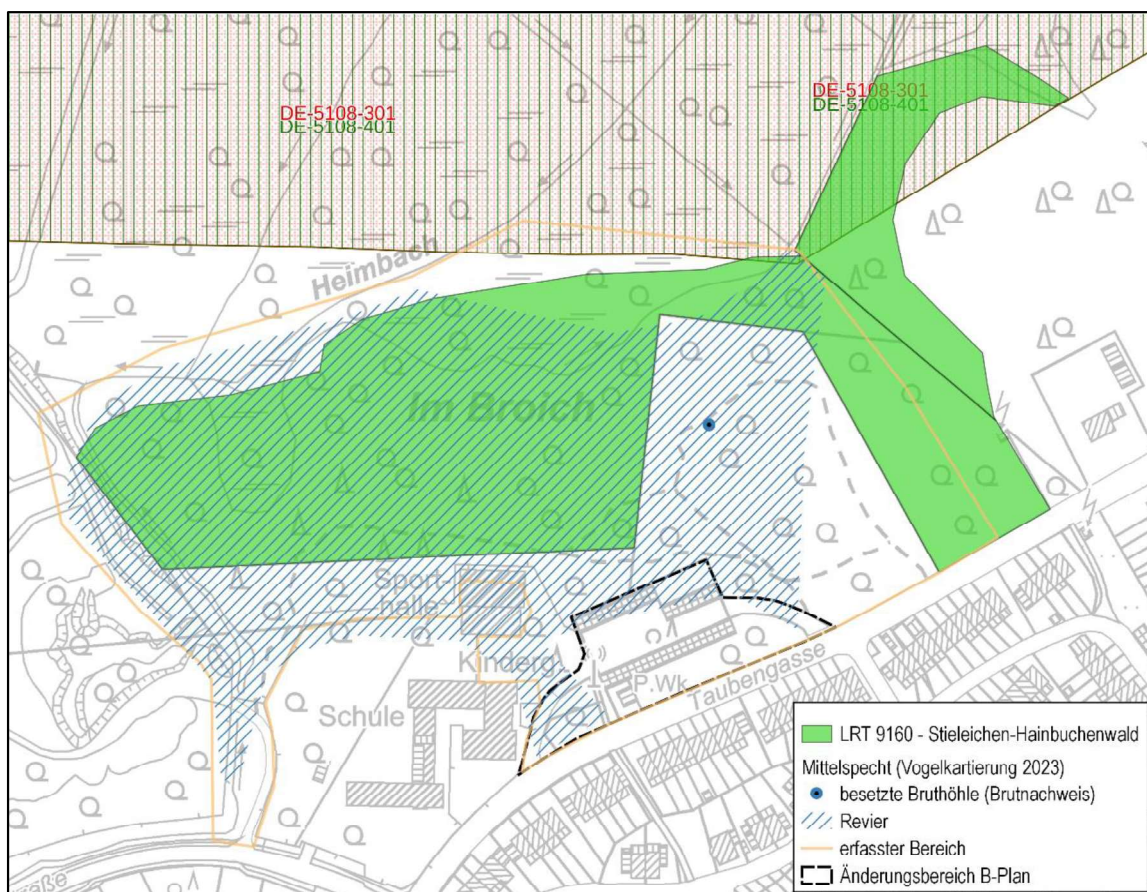 DE-5108-301
DE-5108-401
DE-5108-301
DE-5108-401
Heimbach
Im Broich
Sport-
halle
Kinderg
P.Wk
Schule
Taubengasse
LRT 9160 - Stieleichen-Hainbuchenwald
Mittelspecht (Vogelkartierung 2023)
besetzte Bruthöhle (Brutnachweis)
Revier
erfasster Bereich
Änderungsbereich B-Plan